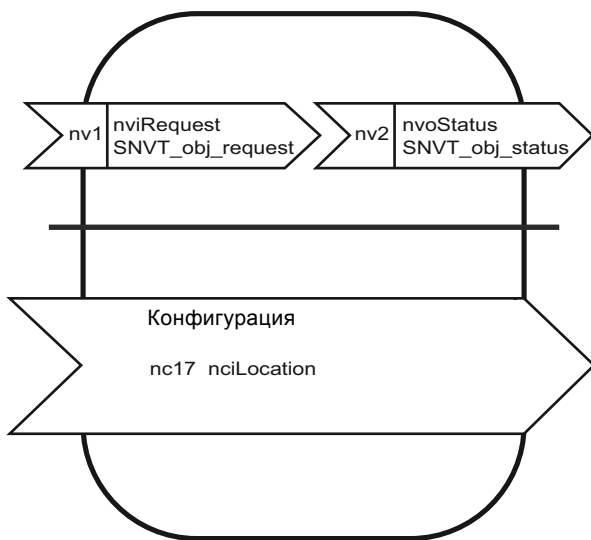 nv1 nviRequest
SNVT_obj_request
nv2 nvoStatus
SNVT_obj_status
Конфигурация
nc17 nciLocation